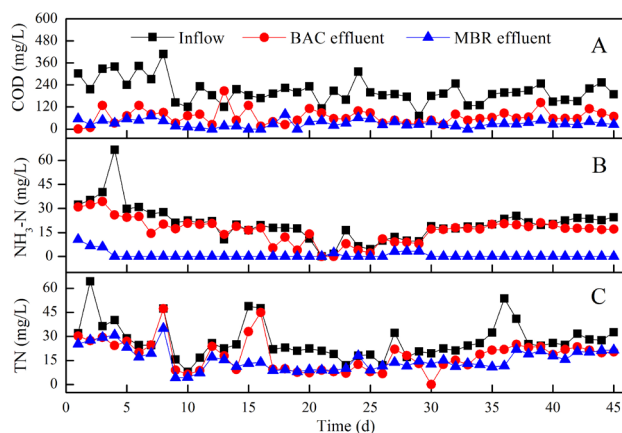 600
480
360
240
120
0
COD (mg/L)
Inflow BAC effluent MBR effluent
A
60
45
30
15
0
NH₃-N (mg/L)
B
60
45
30
15
0
TN (mg/L)
C
0 5 10 15 20 25 30 35 40 45
Time (d)